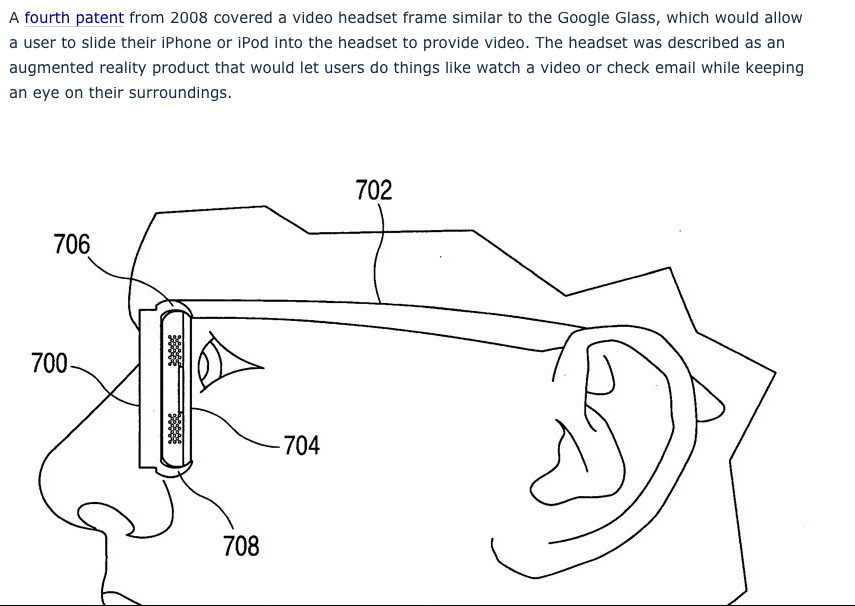 A fourth patent from 2008 covered a video headset frame similar to the Google Glass, which would allow
a user to slide their iPhone or iPod into the headset to provide video. The headset was described as an
augmented reality product that would let users do things like watch a video or check email while keeping
an eye on their surroundings.
702
706
700
704
708